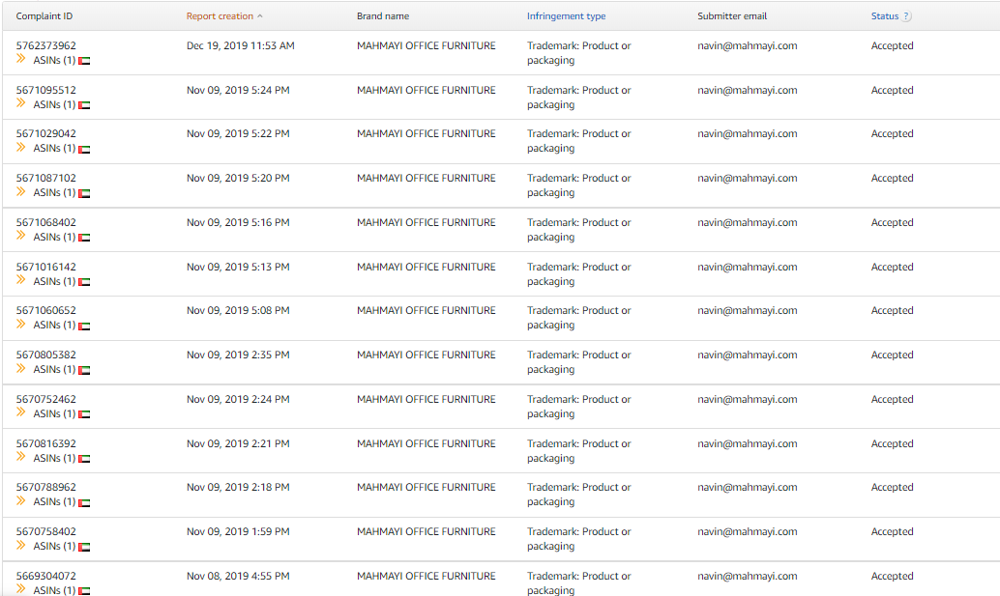 Complaint ID Report creation Brand name Infringement type Submitter email Status ?
5762373962 Dec 19, 2019 11:53 AM MAHMAYI OFFICE FURNITURE Trademark: Product or navin@mahmayi.com Accepted
ASINs (1) packaging
5671095512 Nov 09, 2019 5:24 PM MAHMAYI OFFICE FURNITURE Trademark: Product or navin@mahmayi.com Accepted
ASINs (1) packaging
5671029042 Nov 09, 2019 5:22 PM MAHMAYI OFFICE FURNITURE Trademark: Product or navin@mahmayi.com Accepted
ASINs (1) packaging
5671087102 Nov 09, 2019 5:20 PM MAHMAYI OFFICE FURNITURE Trademark: Product or navin@mahmayi.com Accepted
ASINs (1) packaging
5671068402 Nov 09, 2019 5:16 PM MAHMAYI OFFICE FURNITURE Trademark: Product or navin@mahmayi.com Accepted
ASINs (1) packaging
5671016142 Nov 09, 2019 5:13 PM MAHMAYI OFFICE FURNITURE Trademark: Product or navin@mahmayi.com Accepted
ASINs (1) packaging
5671060652 Nov 09, 2019 5:08 PM MAHMAYI OFFICE FURNITURE Trademark: Product or navin@mahmayi.com Accepted
ASINs (1) packaging
5670805382 Nov 09, 2019 2:35 PM MAHMAYI OFFICE FURNITURE Trademark: Product or navin@mahmayi.com Accepted
ASINs (1) packaging
5670752462 Nov 09, 2019 2:24 PM MAHMAYI OFFICE FURNITURE Trademark: Product or navin@mahmayi.com Accepted
ASINs (1) packaging
5670816392 Nov 09, 2019 2:21 PM MAHMAYI OFFICE FURNITURE Trademark: Product or navin@mahmayi.com Accepted
ASINs (1) packaging
5670788962 Nov 09, 2019 2:18 PM MAHMAYI OFFICE FURNITURE Trademark: Product or navin@mahmayi.com Accepted
ASINs (1) packaging
5670758402 Nov 09, 2019 1:59 PM MAHMAYI OFFICE FURNITURE Trademark: Product or navin@mahmayi.com Accepted
ASINs (1) packaging
5669304072 Nov 08, 2019 4:55 PM MAHMAYI OFFICE FURNITURE Trademark: Product or navin@mahmayi.com Accepted
ASINs (1) packaging